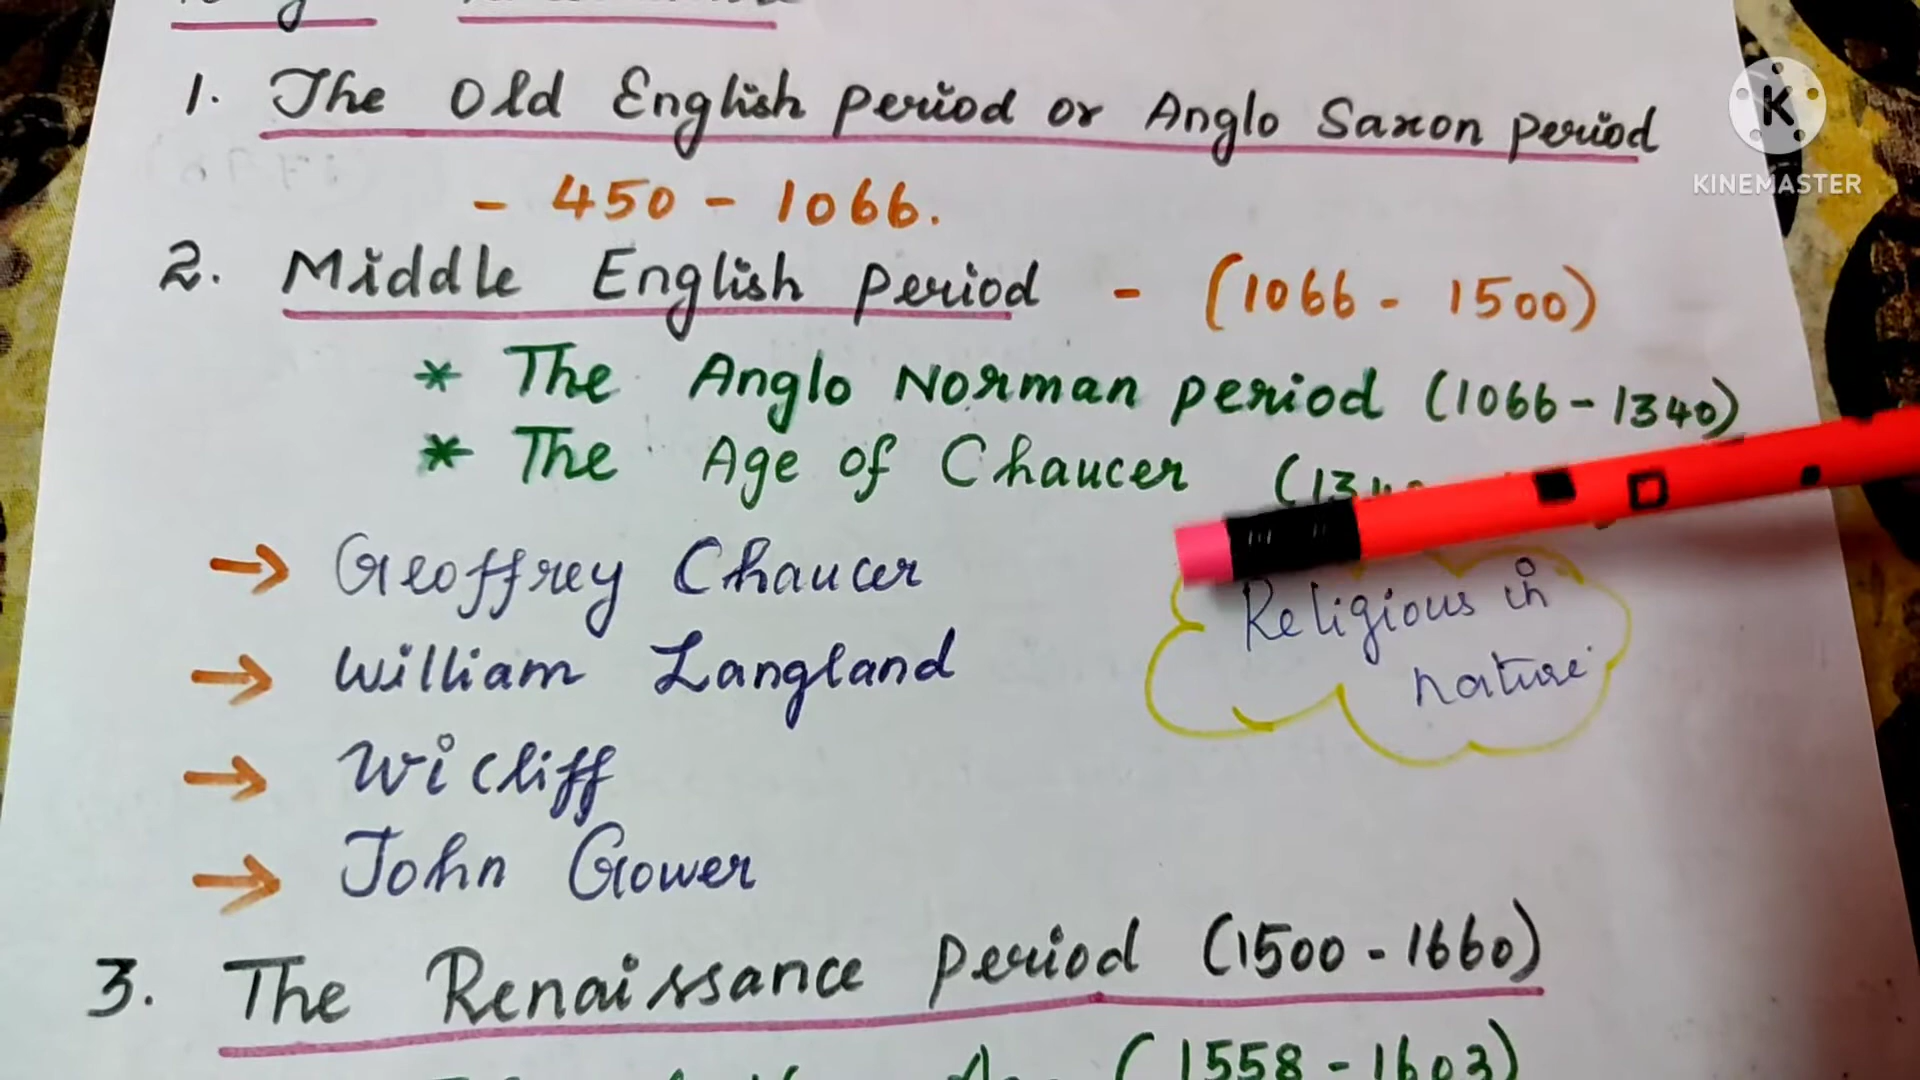 1. The Old English period or Anglo Saxon period
- 450 - 1066.
2. Middle English period - (1066 - 1500)
* The Anglo Norman period (1066 - 1340)
* The Age of Chaucer (1340
→ Geoffrey Chaucer
→ William Langland
→ Wicliff
→ John Gower
Religious in
nature
3. The Renaissance period (1500 - 1660)
(1558 - 1603)
K
KINEMASTER